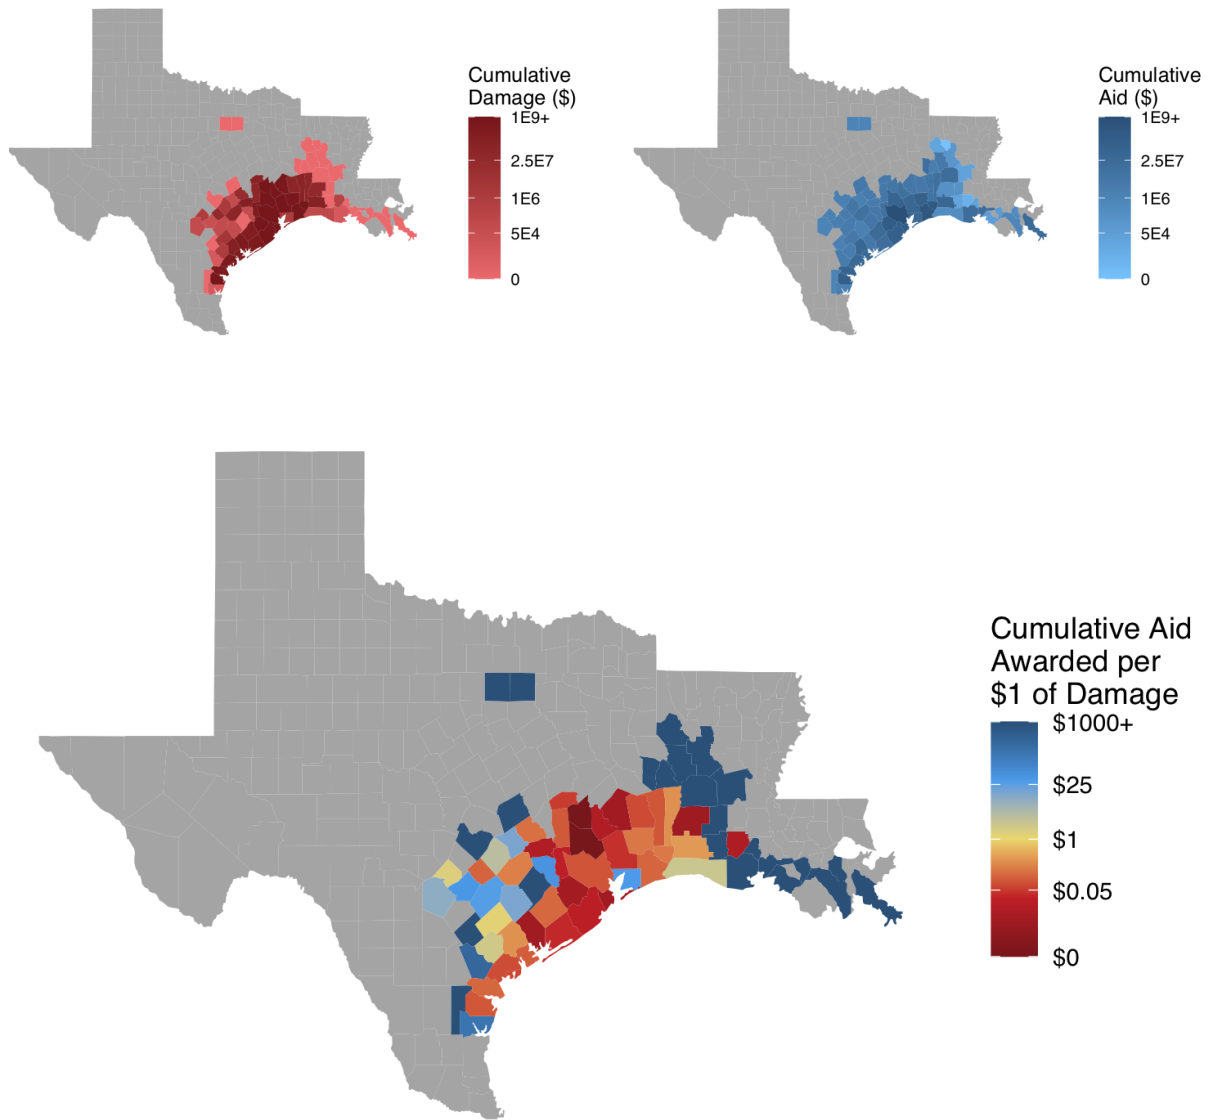 Cumulative
Damage ($)
1E9+
2.5E7
1E6
5E4
0
Cumulative
Aid ($)
1E9+
2.5E7
1E6
5E4
0
Cumulative Aid
Awarded per
$1 of Damage
$1000+
$25
$1
$0.05
$0